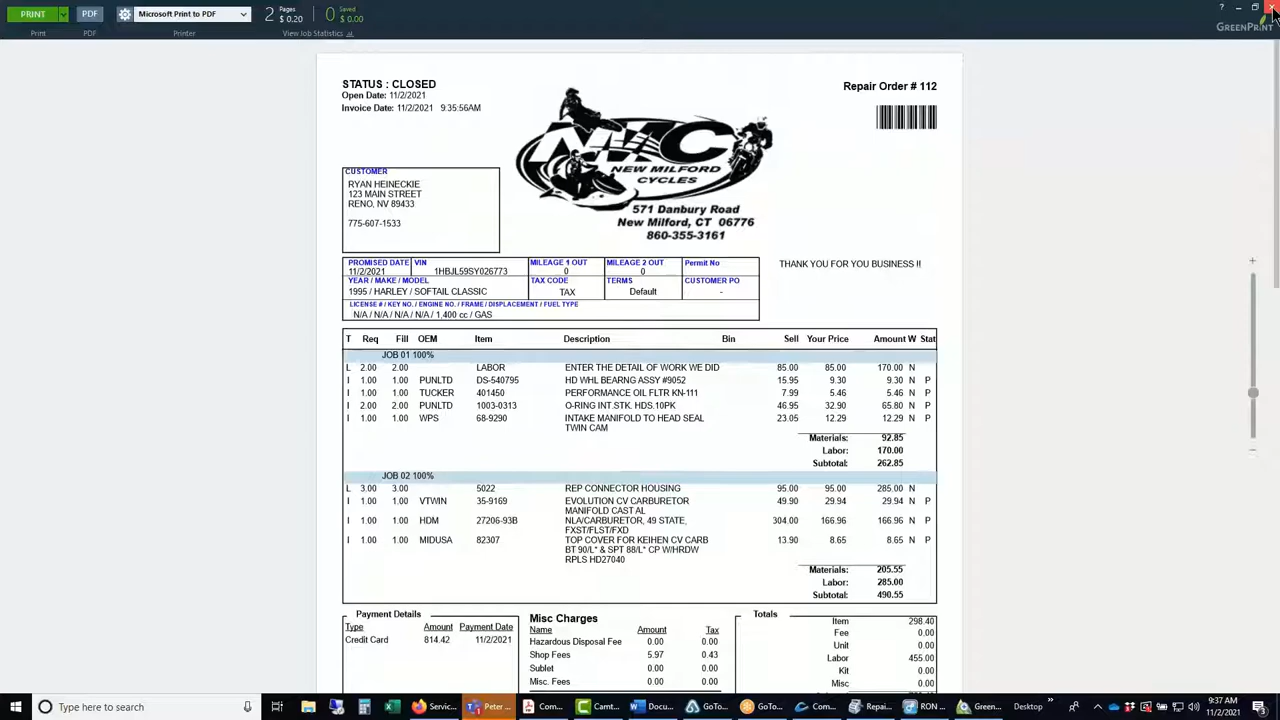 PRINT PDF Microsoft Print to PDF 2 Pages $ 0.20 0 Saved $ 0.00 ?
Print PDF Printer View Job Statistics GREENPRINT
STATUS : CLOSED
Open Date: 11/2/2021
Invoice Date: 11/2/2021 9:35:56AM
Repair Order # 112
NMC
NEW MILFORD
CYCLES
571 Danbury Road
New Milford, CT 06776
860-355-3161
CUSTOMER
RYAN HEINECKIE
123 MAIN STREET
RENO, NV 89433
775-607-1533
THANK YOU FOR YOU BUSINESS !!
PROMISED DATE VIN MILEAGE 1 OUT MILEAGE 2 OUT Permit No
11/2/2021 1HBJL59SY026773 0 0
YEAR / MAKE / MODEL TAX CODE TERMS CUSTOMER PO
1995 / HARLEY / SOFTAIL CLASSIC TAX Default -
LICENSE # / KEY NO. / ENGINE NO. / FRAME / DISPLACEMENT / FUEL TYPE
N/A / N/A / N/A / N/A / 1,400 cc / GAS
T Req Fill OEM Item Description Bin Sell Your Price Amount W Stat
JOB 01 100%
L 2.00 2.00 LABOR ENTER THE DETAIL OF WORK WE DID 85.00 85.00 170.00 N
I 1.00 1.00 PUNLTD DS-540795 HD WHL BEARNG ASSY #9052 15.95 9.30 9.30 N P
I 1.00 1.00 TUCKER 401450 PERFORMANCE OIL FLTR KN-111 7.99 5.46 5.46 N P
I 2.00 2.00 PUNLTD 1003-0313 O-RING INT.STK. HDS.10PK 46.95 32.90 65.80 N P
I 1.00 1.00 WPS 68-9290 INTAKE MANIFOLD TO HEAD SEAL 23.05 12.29 12.29 N P
TWIN CAM
Materials: 92.85
Labor: 170.00
Subtotal: 262.85
JOB 02 100%
L 3.00 3.00 5022 REP CONNECTOR HOUSING 95.00 95.00 285.00 N
I 1.00 1.00 VTWIN 35-9169 EVOLUTION CV CARBURETOR 49.90 29.94 29.94 N P
MANIFOLD CAST AL
I 1.00 1.00 HDM 27206-93B NLA/CARBURETOR, 49 STATE, 304.00 166.96 166.96 N P
FXST/FLST/FXD
I 1.00 1.00 MIDUSA 82307 TOP COVER FOR KEIHEN CV CARB 13.90 8.65 8.65 N P
BT 90/L* & SPT 88/L* CP W/HRDW
RPLS HD27040
Materials: 205.55
Labor: 285.00
Subtotal: 490.55
Payment Details
Type Amount Payment Date
Credit Card 814.42 11/2/2021
Misc Charges
Name Amount Tax
Hazardous Disposal Fee 0.00 0.00
Shop Fees 5.97 0.43
Sublet 0.00 0.00
Misc. Fees 0.00 0.00
Totals
Item 298.40
Fee 0.00
Unit 0.00
Labor 455.00
Kit 0.00
Misc 0.00
Type here to search Servic... Peter ... Com... Camt... Docu... GoTo... GoTo... Com... Repai... RON ... Green... Desktop
9:37 AM
11/2/2021